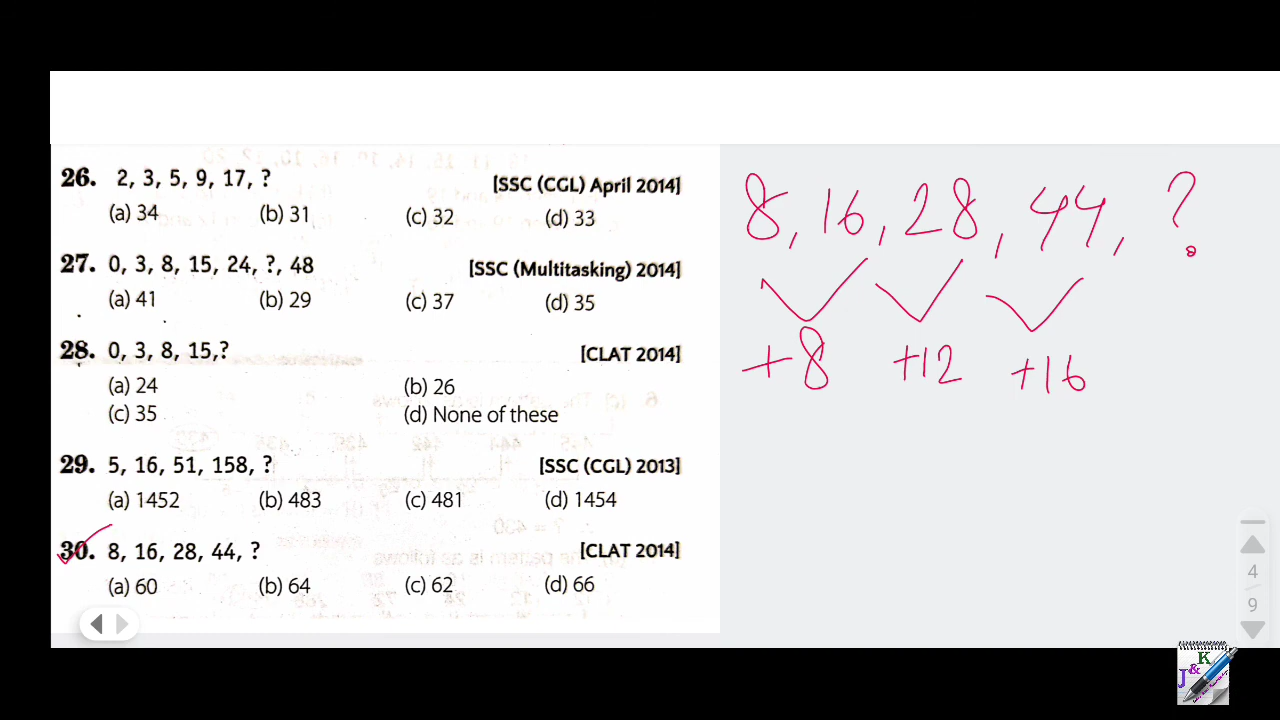 26. 2, 3, 5, 9, 17, ? [SSC (CGL) April 2014]
(a) 34 (b) 31 (c) 32 (d) 33
27. 0, 3, 8, 15, 24, ?, 48 [SSC (Multitasking) 2014]
(a) 41 (b) 29 (c) 37 (d) 35
28. 0, 3, 8, 15,? [CLAT 2014]
(a) 24 (b) 26
(c) 35 (d) None of these
29. 5, 16, 51, 158, ? [SSC (CGL) 2013]
(a) 1452 (b) 483 (c) 481 (d) 1454
30. 8, 16, 28, 44, ? [CLAT 2014]
(a) 60 (b) 64 (c) 62 (d) 66
8, 16, 28, 44, ?
+8 +12 +16
4
9
J & K